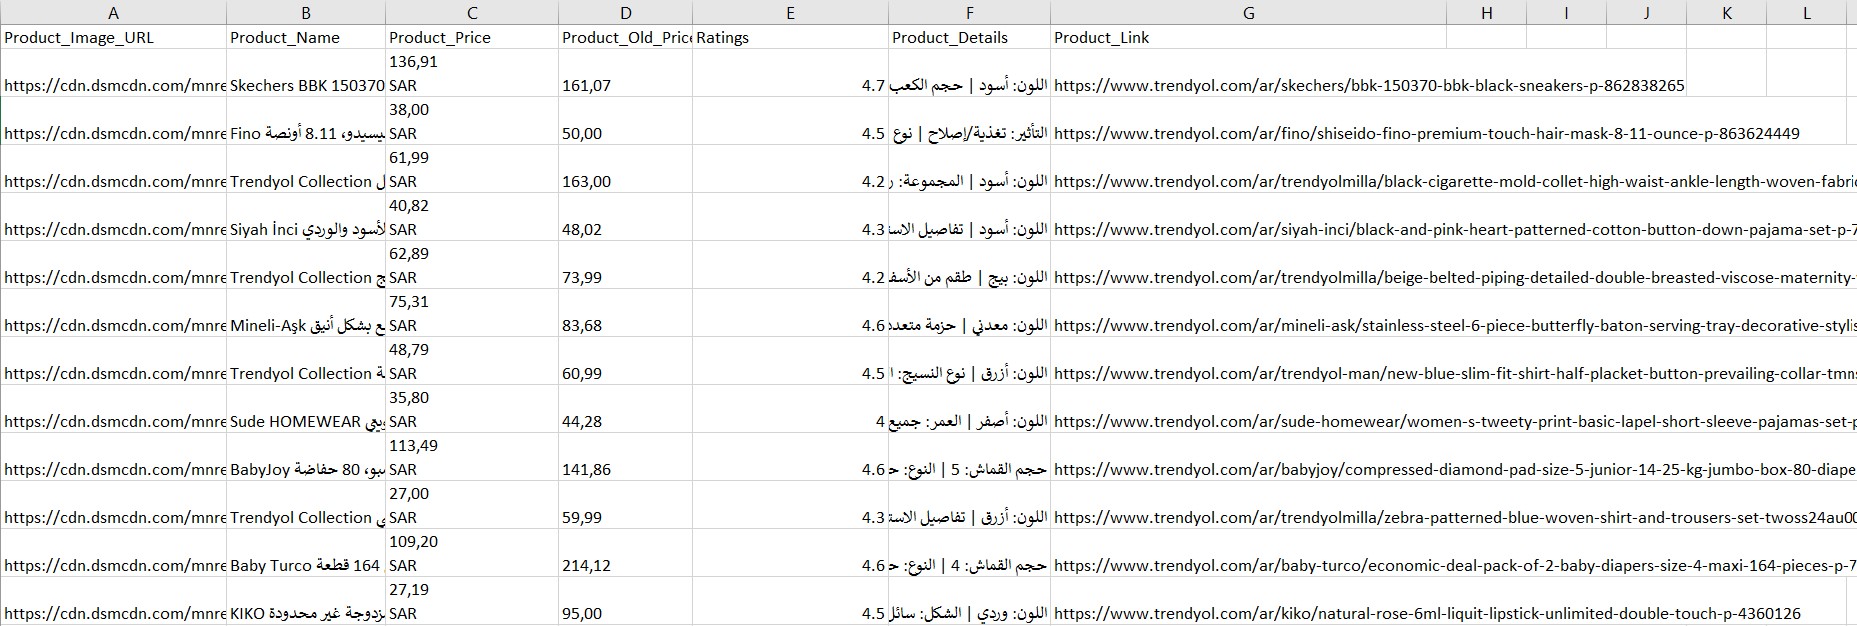 A B C D E F G H I J K L
Product_Image_URL Product_Name Product_Price Product_Old_Price Ratings Product_Details Product_Link
136,91
https://cdn.dsmcdn.com/mnre Skechers BBK 150370 SAR 161,07 4.7 اللون: أسود | حجم الكعب https://www.trendyol.com/ar/skechers/bbk-150370-bbk-black-sneakers-p-862838265
38,00
https://cdn.dsmcdn.com/mnre Fino يسيدو، 8.11 أونصة SAR 50,00 4.5 التأثير: تغذية/إصلاح | نوع https://www.trendyol.com/ar/fino/shiseido-fino-premium-touch-hair-mask-8-11-ounce-p-863624449
61,99
https://cdn.dsmcdn.com/mnre Trendyol Collection SAR 163,00 4.2 اللون: أسود | المجموعة: https://www.trendyol.com/ar/trendyolmilla/black-cigarette-mold-collet-high-waist-ankle-length-woven-fabric
40,82
https://cdn.dsmcdn.com/mnre Siyah İnci لأسود والوردي SAR 48,02 4.3 اللون: أسود | تفاصيل الاس https://www.trendyol.com/ar/siyah-inci/black-and-pink-heart-patterned-cotton-button-down-pajama-set-p-7
62,89
https://cdn.dsmcdn.com/mnre Trendyol Collection SAR 73,99 4.2 اللون: بيج | طقم من الأسف https://www.trendyol.com/ar/trendyolmilla/beige-belted-piping-detailed-double-breasted-viscose-maternity-
75,31
https://cdn.dsmcdn.com/mnre Mineli-Aşk ع بشكل أنيق SAR 83,68 4.6 اللون: معدني | حزمة متعدد https://www.trendyol.com/ar/mineli-ask/stainless-steel-6-piece-butterfly-baton-serving-tray-decorative-stylis
48,79
https://cdn.dsmcdn.com/mnre Trendyol Collection SAR 60,99 4.5 اللون: أزرق | نوع النسيج: ا https://www.trendyol.com/ar/trendyol-man/new-blue-slim-fit-shirt-half-placket-button-prevailing-collar-tmns
35,80
https://cdn.dsmcdn.com/mnre Sude HOMEWEAR SAR 44,28 4 اللون: أصفر | العمر: جميع https://www.trendyol.com/ar/sude-homewear/women-s-tweety-print-basic-lapel-short-sleeve-pajamas-set-p
113,49
https://cdn.dsmcdn.com/mnre BabyJoy مبو، 80 حفاضة SAR 141,86 4.6 حجم القماش: 5 | النوع: ح https://www.trendyol.com/ar/babyjoy/compressed-diamond-pad-size-5-junior-14-25-kg-jumbo-box-80-diape
27,00
https://cdn.dsmcdn.com/mnre Trendyol Collection SAR 59,99 4.3 اللون: أزرق | تفاصيل الاست https://www.trendyol.com/ar/trendyolmilla/zebra-patterned-blue-woven-shirt-and-trousers-set-twoss24au00
109,20
https://cdn.dsmcdn.com/mnre Baby Turco 164 قطعة SAR 214,12 4.6 حجم القماش: 4 | النوع: ح https://www.trendyol.com/ar/baby-turco/economic-deal-pack-of-2-baby-diapers-size-4-maxi-164-pieces-p-7
27,19
https://cdn.dsmcdn.com/mnre KIKO زدوجة غير محدودة SAR 95,00 4.5 اللون: وردي | الشكل: سائل https://www.trendyol.com/ar/kiko/natural-rose-6ml-liquit-lipstick-unlimited-double-touch-p-4360126